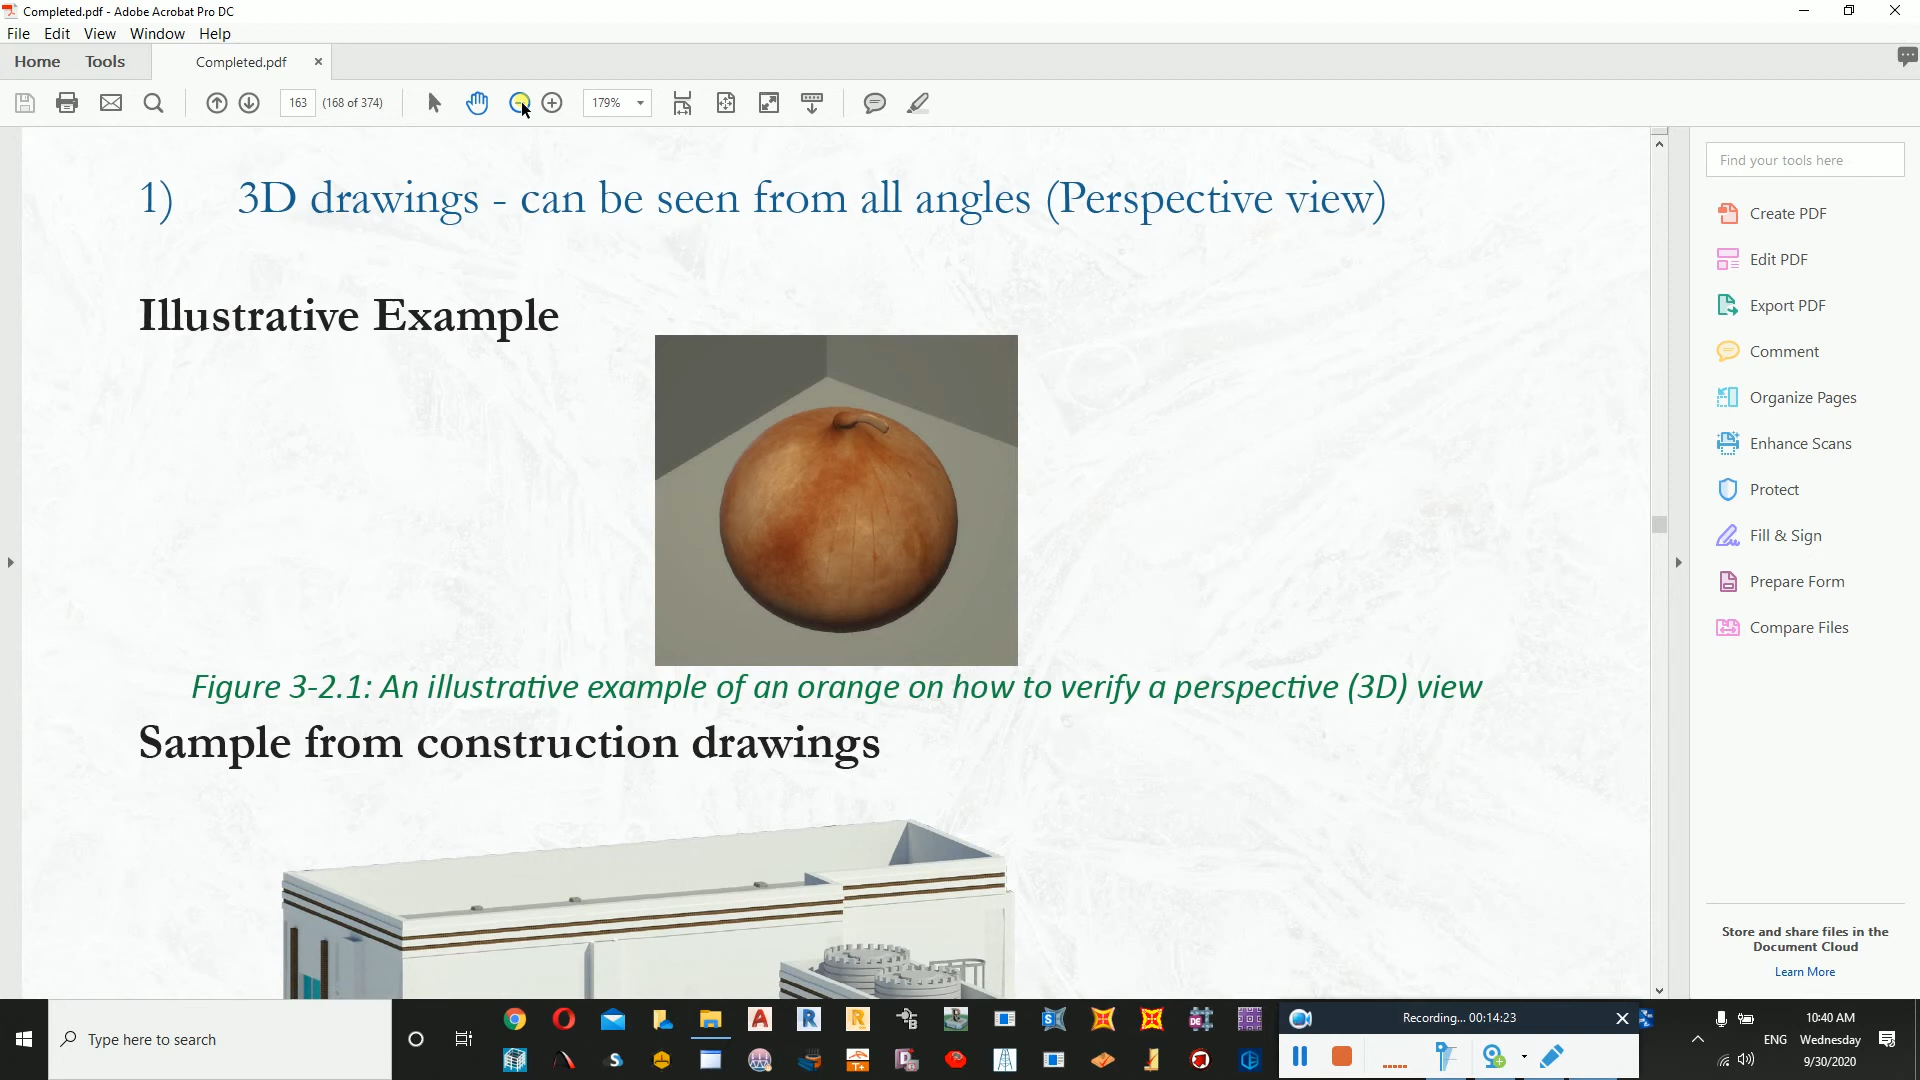 Completed.pdf - Adobe Acrobat Pro DC
File Edit View Window Help
Home Tools Completed.pdf
163 (168 of 374) 179%
1) 3D drawings - can be seen from all angles (Perspective view)
Illustrative Example
Figure 3-2.1: An illustrative example of an orange on how to verify a perspective (3D) view
Sample from construction drawings
Find your tools here
Create PDF
Edit PDF
Export PDF
Comment
Organize Pages
Enhance Scans
Protect
Fill & Sign
Prepare Form
Compare Files
Store and share files in the
Document Cloud
Learn More
Type here to search
Recording... 00:14:23
ENG
10:40 AM
Wednesday
9/30/2020